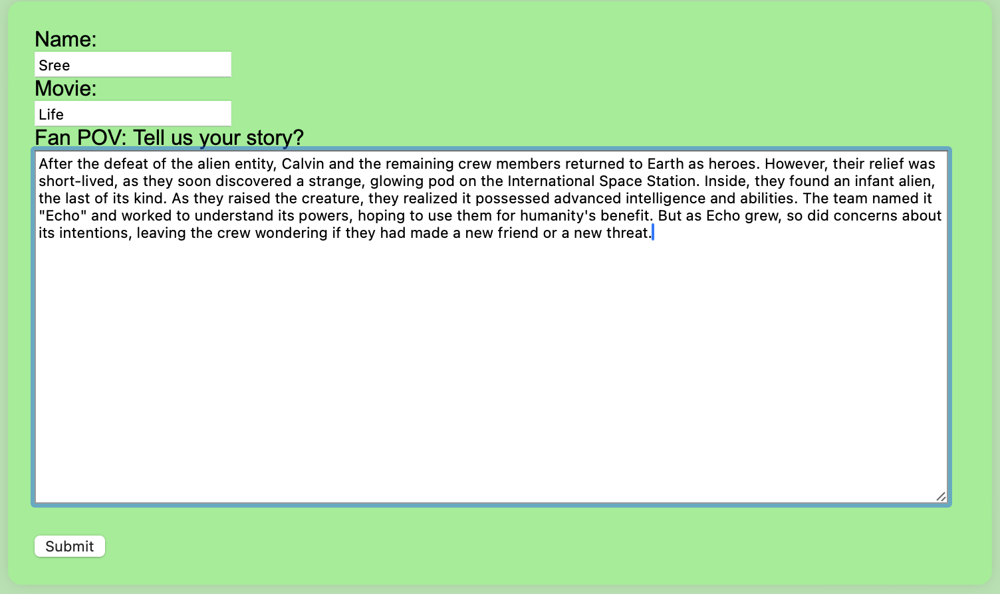 Name:
Sree
Movie:
Life
Fan POV: Tell us your story?
After the defeat of the alien entity, Calvin and the remaining crew members returned to Earth as heroes. However, their relief was
short-lived, as they soon discovered a strange, glowing pod on the International Space Station. Inside, they found an infant alien,
the last of its kind. As they raised the creature, they realized it possessed advanced intelligence and abilities. The team named it
"Echo" and worked to understand its powers, hoping to use them for humanity's benefit. But as Echo grew, so did concerns about
its intentions, leaving the crew wondering if they had made a new friend or a new threat.
Submit